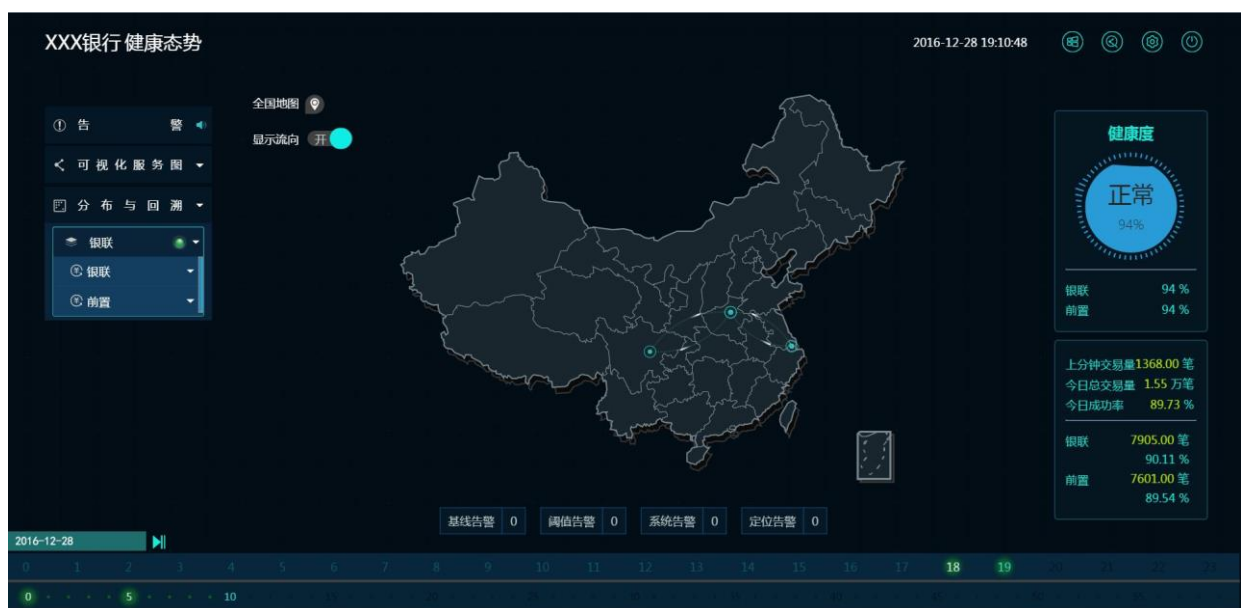 XXX银行 健康态势
2016-12-28 19:10:48
告 警
可视化服务图
分布与回溯
银联
银联
前置
全国地图
显示流向 开
健康度
正常
94%
银联 94 %
前置 94 %
上分钟交易量1368.00 笔
今日总交易量 1.55 万笔
今日成功率 89.73 %
银联 7905.00 笔
90.11 %
前置 7601.00 笔
89.54 %
基线告警 0 阈值告警 0 系统告警 0 定位告警 0
2016-12-28
0 1 2 3 4 5 6 7 8 9 10 11 12 13 14 15 16 17 18 19 20 21 22 23
0 5 10